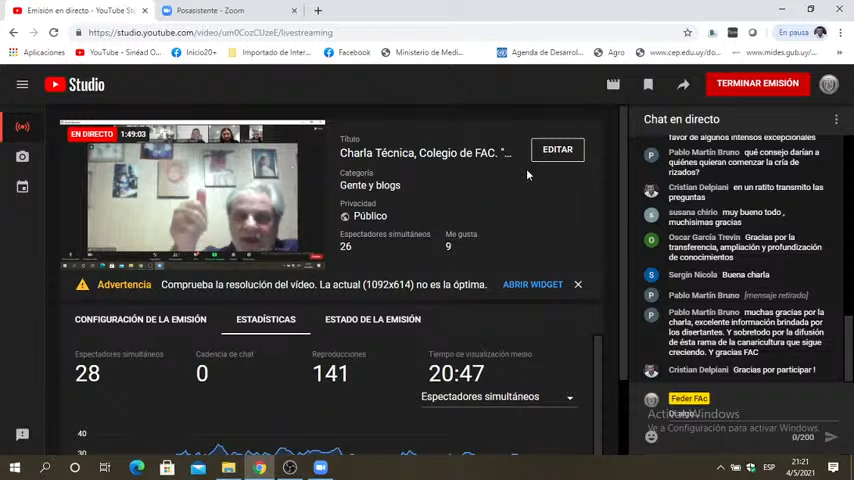 Emisión en directo - YouTube Stu
Posasistente - Zoom
https://studio.youtube.com/video/um0CozCUzeE/livestreaming
En pausa
Aplicaciones
YouTube - Sinéad O...
Inicio20+
Importado de Inter...
Facebook
Ministerio de Medi...
Agenda de Desarrol...
Agro
www.cep.edu.uy/do...
www.mides.gub.uy/...
Studio
TERMINAR EMISIÓN
EN DIRECTO 1:49:03
Título
Charla Técnica, Colegio de FAC. "...
EDITAR
Categoría
Gente y blogs
Privacidad
Público
Espectadores simultáneos
Me gusta
26
9
Advertencia Comprueba la resolución del vídeo. La actual (1092x614) no es la óptima.
ABRIR WIDGET
CONFIGURACIÓN DE LA EMISIÓN
ESTADÍSTICAS
ESTADO DE LA EMISIÓN
Espectadores simultáneos
Cadencia de chat
Reproducciones
Tiempo de visualización medio
28
0
141
20:47
Espectadores simultáneos
40
30
Chat en directo
favor de algunos intensos excepcionales
Pablo Martín Bruno qué consejo darían a
quiénes quieran comenzar la cría de
rizados?
Cristian Delpiani en un ratito transmito las
preguntas
susana chirio muy bueno todo ,
muchisimas gracias
Oscar García Trevin Gracias por la
transferencia, ampliación y profundización
de conocimientos
Sergin Nicola Buena charla
Pablo Martín Bruno [mensaje retirado]
Pablo Martín Bruno muchas gracias por la
charla, excelente información brindada por
los disertantes. Y sobretodo por la difusión
de ésta rama de la canaricultura que sigue
creciendo. Y gracias FAC
Cristian Delpiani Gracias por participar !
Feder FAc
Di algo...
Activar Windows
Ve a Configuración para activar Windows.
0/200
ESP
21:21
4/5/2021